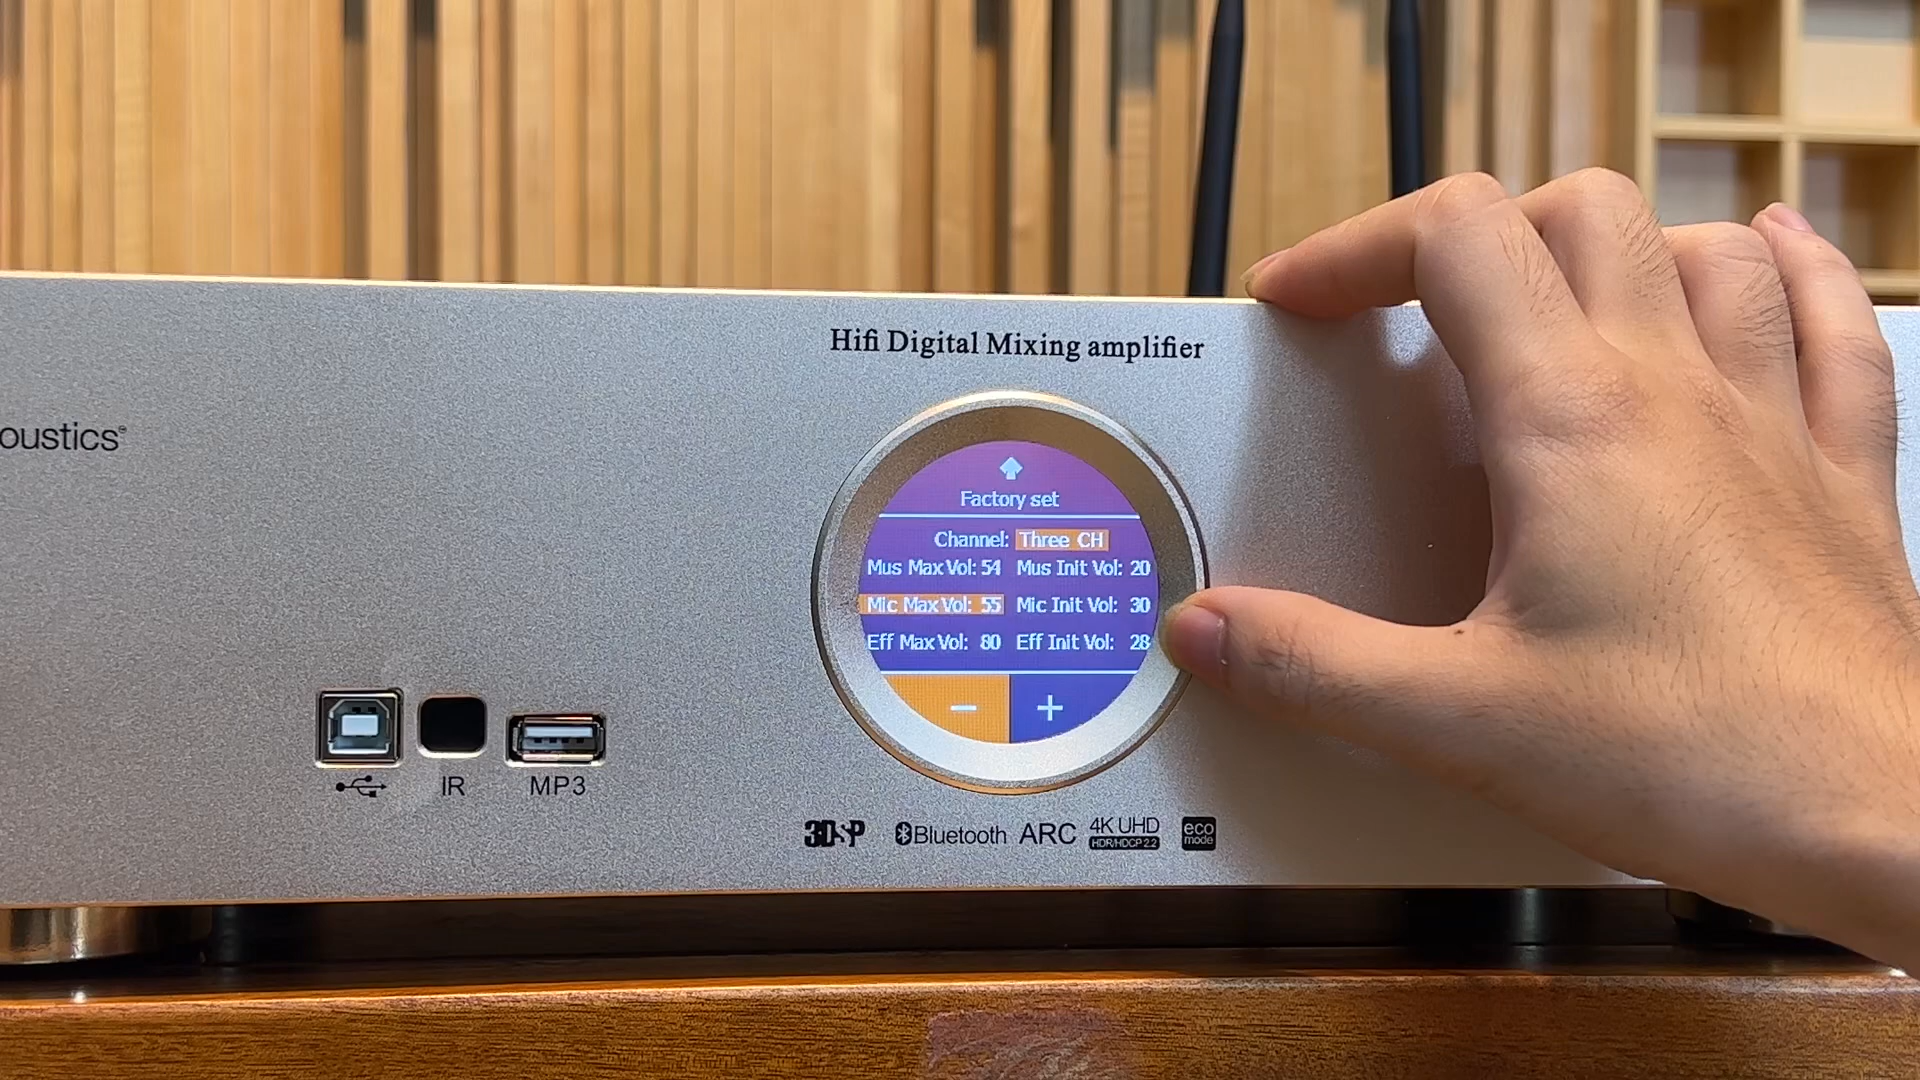 Hifi Digital Mixing amplifier
oustics
Factory set
Channel: Three CH
Mus Max Vol: 54 Mus Init Vol: 20
Mic Max Vol: 55 Mic Init Vol: 30
Eff Max Vol: 80 Eff Init Vol: 28
− +
IR MP3
3DSP Bluetooth ARC 4K UHD HDR/HDCP 2.2 eco mode